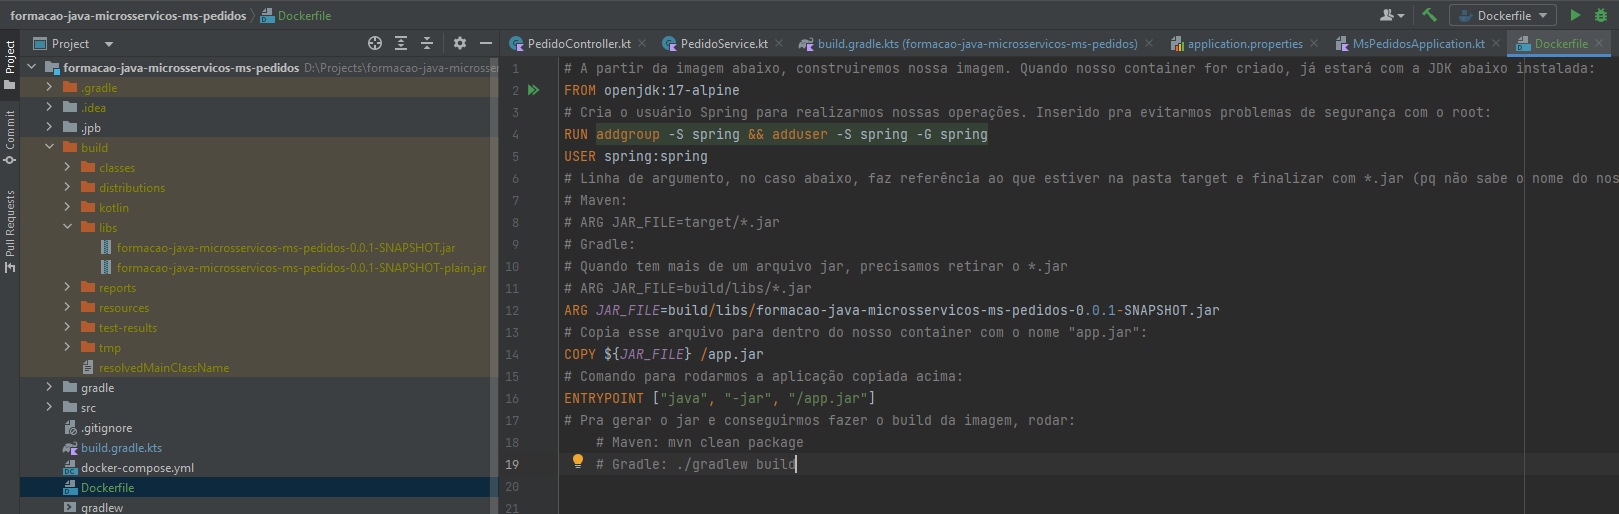 formacao-java-microsservicos-ms-pedidos
Dockerfile
Dockerfile
Project
Project
Commit
Pull Requests
PedidoController.kt
PedidoService.kt
build.gradle.kts (formacao-java-microsservicos-ms-pedidos)
application.properties
MsPedidosApplication.kt
Dockerfile
formacao-java-microsservicos-ms-pedidos D:\Projects\formacao-java-microsser
.gradle
.idea
.jpb
build
classes
distributions
kotlin
libs
formacao-java-microsservicos-ms-pedidos-0.0.1-SNAPSHOT.jar
formacao-java-microsservicos-ms-pedidos-0.0.1-SNAPSHOT-plain.jar
reports
resources
test-results
tmp
resolvedMainClassName
gradle
src
.gitignore
build.gradle.kts
docker-compose.yml
Dockerfile
gradlew
1 # A partir da imagem abaixo, construiremos nossa imagem. Quando nosso container for criado, já estará com a JDK abaixo instalada:
2 FROM openjdk:17-alpine
3 # Cria o usuário Spring para realizarmos nossas operações. Inserido pra evitarmos problemas de segurança com o root:
4 RUN addgroup -S spring && adduser -S spring -G spring
5 USER spring:spring
6 # Linha de argumento, no caso abaixo, faz referência ao que estiver na pasta target e finalizar com *.jar (pq não sabe o nome do nos
7 # Maven:
8 # ARG JAR_FILE=target/*.jar
9 # Gradle:
10 # Quando tem mais de um arquivo jar, precisamos retirar o *.jar
11 # ARG JAR_FILE=build/libs/*.jar
12 ARG JAR_FILE=build/libs/formacao-java-microsservicos-ms-pedidos-0.0.1-SNAPSHOT.jar
13 # Copia esse arquivo para dentro do nosso container com o nome "app.jar":
14 COPY ${JAR_FILE} /app.jar
15 # Comando para rodarmos a aplicação copiada acima:
16 ENTRYPOINT ["java", "-jar", "/app.jar"]
17 # Pra gerar o jar e conseguirmos fazer o build da imagem, rodar:
18 # Maven: mvn clean package
19 # Gradle: ./gradlew build
20
21